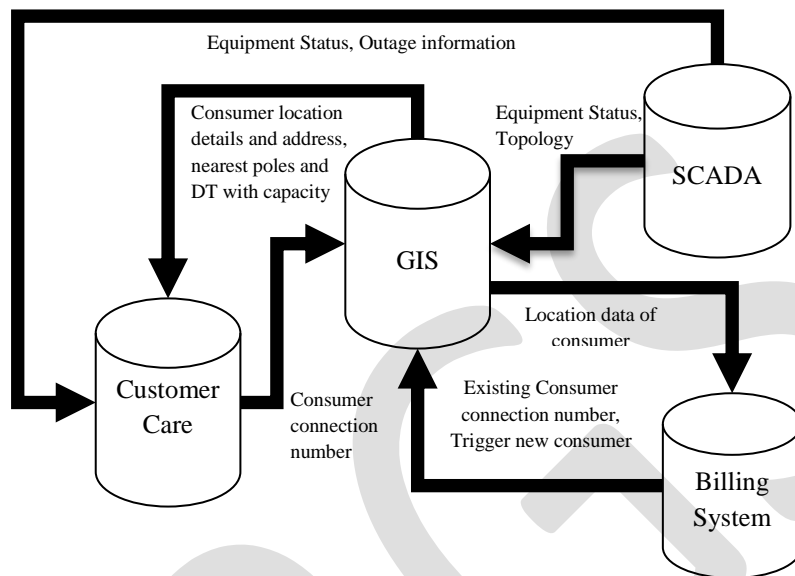 Equipment Status, Outage information
Consumer location
details and address,
nearest poles and
DT with capacity
Equipment Status,
Topology
SCADA
GIS
Location data of
consumer
Customer
Care
Consumer
connection
number
Existing Consumer
connection number,
Trigger new consumer
Billing
System